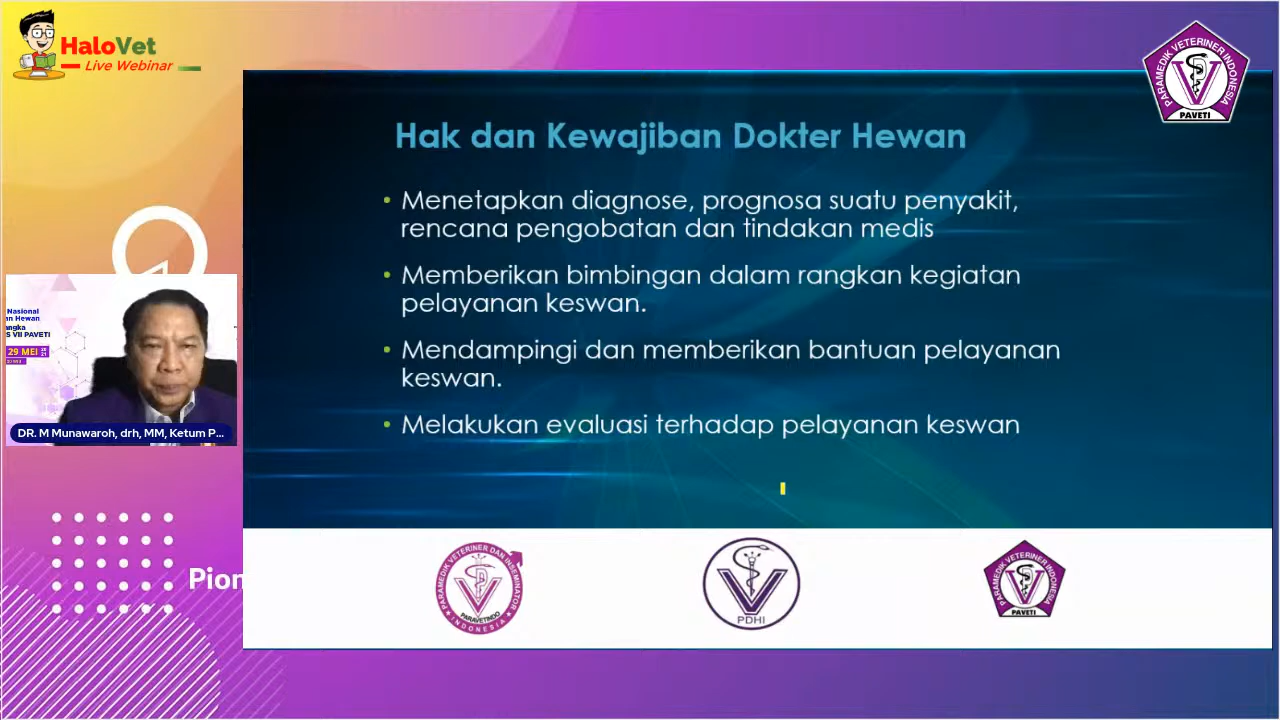 HaloVet
Live Webinar
PARAMEDIK VETERINER INDONESIA
PAVETI
Hak dan Kewajiban Dokter Hewan
• Menetapkan diagnose, prognosa suatu penyakit,
rencana pengobatan dan tindakan medis
• Memberikan bimbingan dalam rangkan kegiatan
pelayanan keswan.
• Mendampingi dan memberikan bantuan pelayanan
keswan.
• Melakukan evaluasi terhadap pelayanan keswan
Nasional
an Hewan
angka
S VII PAVETI
29 MEI
DR. M Munawaroh, drh, MM, Ketum P...
Pion
PARAMEDIK VETERINER DAN INSEMINATOR
PARAVETINDO
INDONESIA
PDHI
PARAMEDIK VETERINER INDONESIA
PAVETI